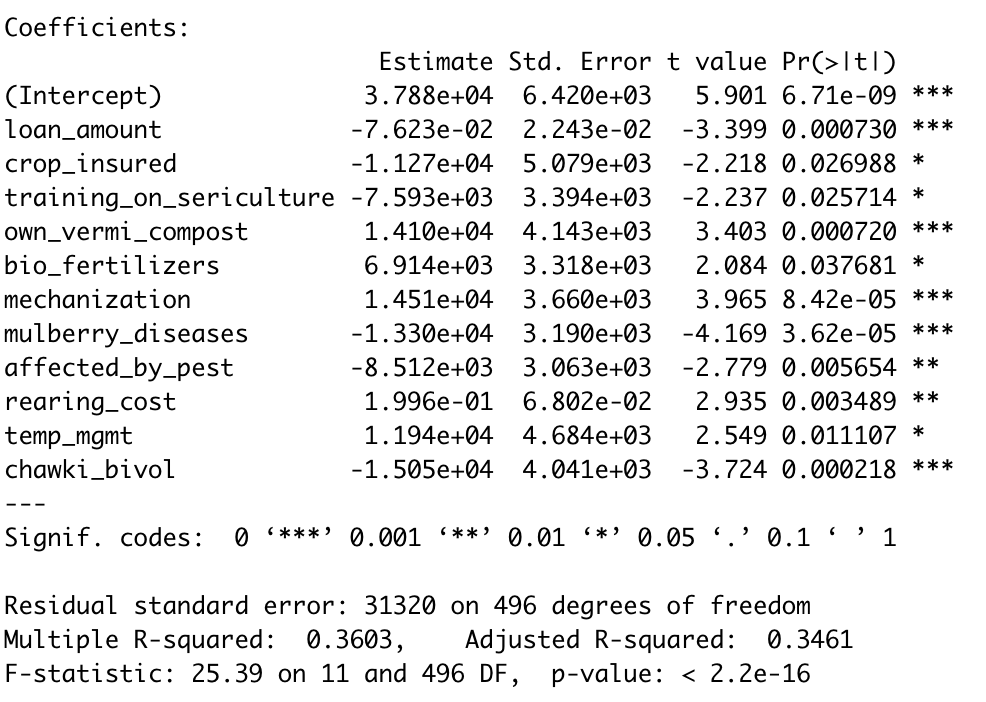 Coefficients:
                       Estimate Std. Error t value Pr(>|t|)
(Intercept)            3.788e+04  6.420e+03   5.901 6.71e-09 ***
loan_amount           -7.623e-02  2.243e-02  -3.399 0.000730 ***
crop_insured          -1.127e+04  5.079e+03  -2.218 0.026988 *
training_on_sericulture -7.593e+03  3.394e+03  -2.237 0.025714 *
own_vermi_compost      1.410e+04  4.143e+03   3.403 0.000720 ***
bio_fertilizers        6.914e+03  3.318e+03   2.084 0.037681 *
mechanization          1.451e+04  3.660e+03   3.965 8.42e-05 ***
mulberry_diseases     -1.330e+04  3.190e+03  -4.169 3.62e-05 ***
affected_by_pest      -8.512e+03  3.063e+03  -2.779 0.005654 **
rearing_cost           1.996e-01  6.802e-02   2.935 0.003489 **
temp_mgmt              1.194e+04  4.684e+03   2.549 0.011107 *
chawki_bivol          -1.505e+04  4.041e+03  -3.724 0.000218 ***
---
Signif. codes:  0 ‘***’ 0.001 ‘**’ 0.01 ‘*’ 0.05 ‘.’ 0.1 ‘ ’ 1
Residual standard error: 31320 on 496 degrees of freedom
Multiple R-squared:  0.3603,    Adjusted R-squared:  0.3461
F-statistic: 25.39 on 11 and 496 DF,  p-value: < 2.2e-16